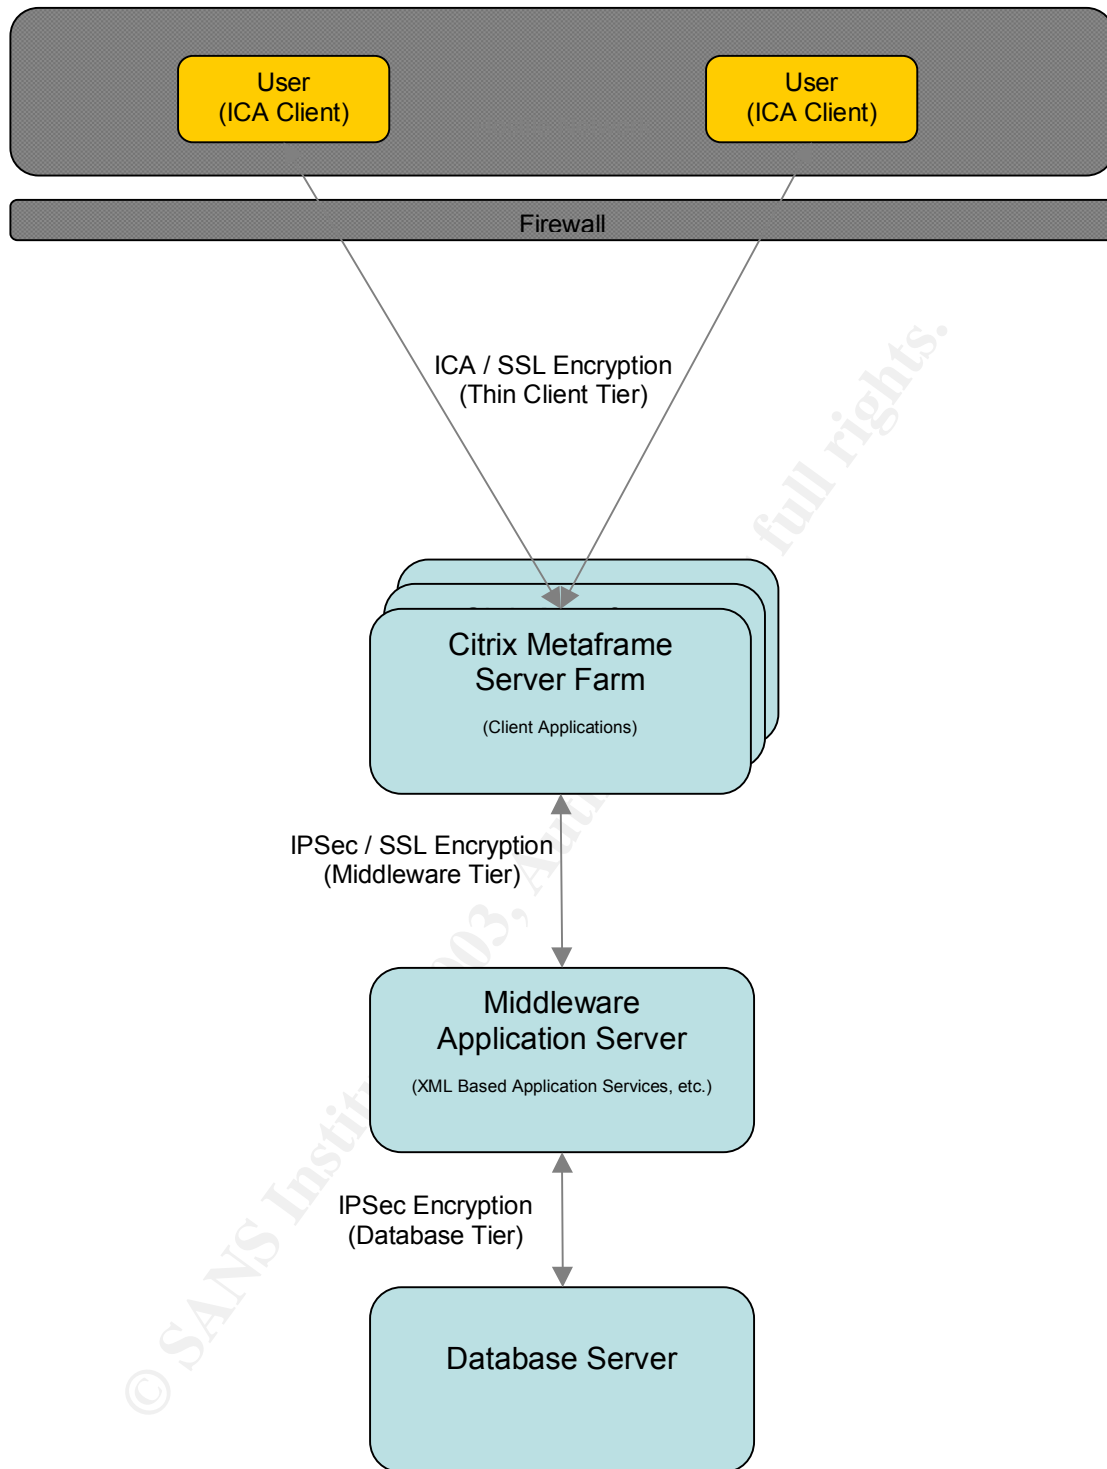 User
(ICA Client)
User
(ICA Client)
Firewall
ICA / SSL Encryption
(Thin Client Tier)
Citrix Metaframe
Server Farm
(Client Applications)
IPSec / SSL Encryption
(Middleware Tier)
Middleware
Application Server
(XML Based Application Services, etc.)
IPSec Encryption
(Database Tier)
Database Server
© SANS full rights.